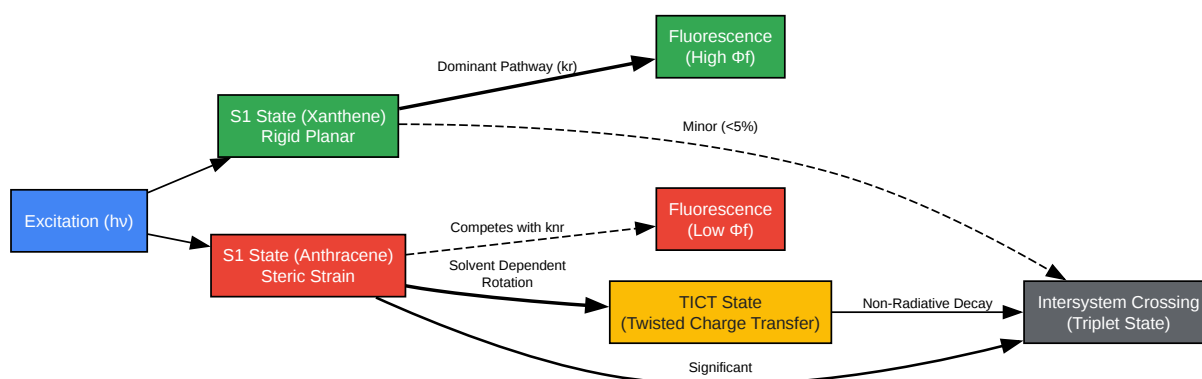 Fluorescence
(High Φf)
Dominant Pathway (kr)
S1 State (Xanthene)
Rigid Planar
Minor (<5%)
Excitation (hν)
Fluorescence
(Low Φf)
Competes with knr
S1 State (Anthracene)
Steric Strain
Solvent Dependent
Rotation
TICT State
(Twisted Charge Transfer)
Non-Radiative Decay
Intersystem Crossing
(Triplet State)
Significant